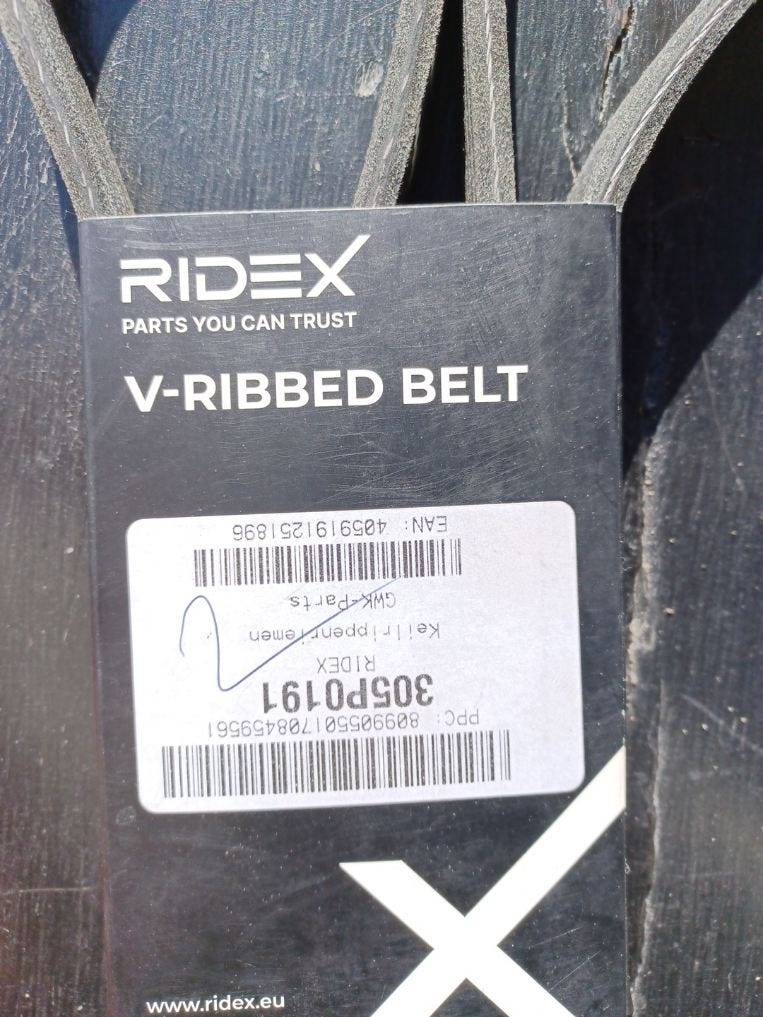 RIDEX
PARTS YOU CAN TRUST
V-RIBBED BELT
PPC: 809905501708459561
305P0191
RIDEX
Keilrippenriemen
GWK-Parts
EAN: 4059191251896
2
www.ridex.eu